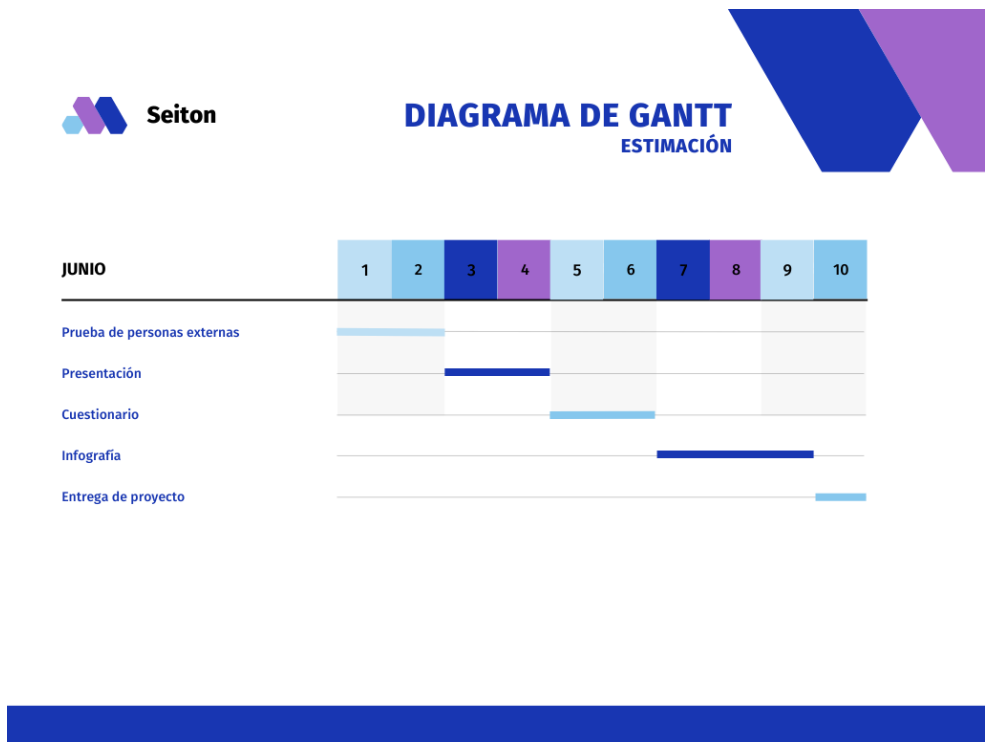 Seiton
DIAGRAMA DE GANTT
ESTIMACIÓN
JUNIO 1 2 3 4 5 6 7 8 9 10
Prueba de personas externas
Presentación
Cuestionario
Infografía
Entrega de proyecto